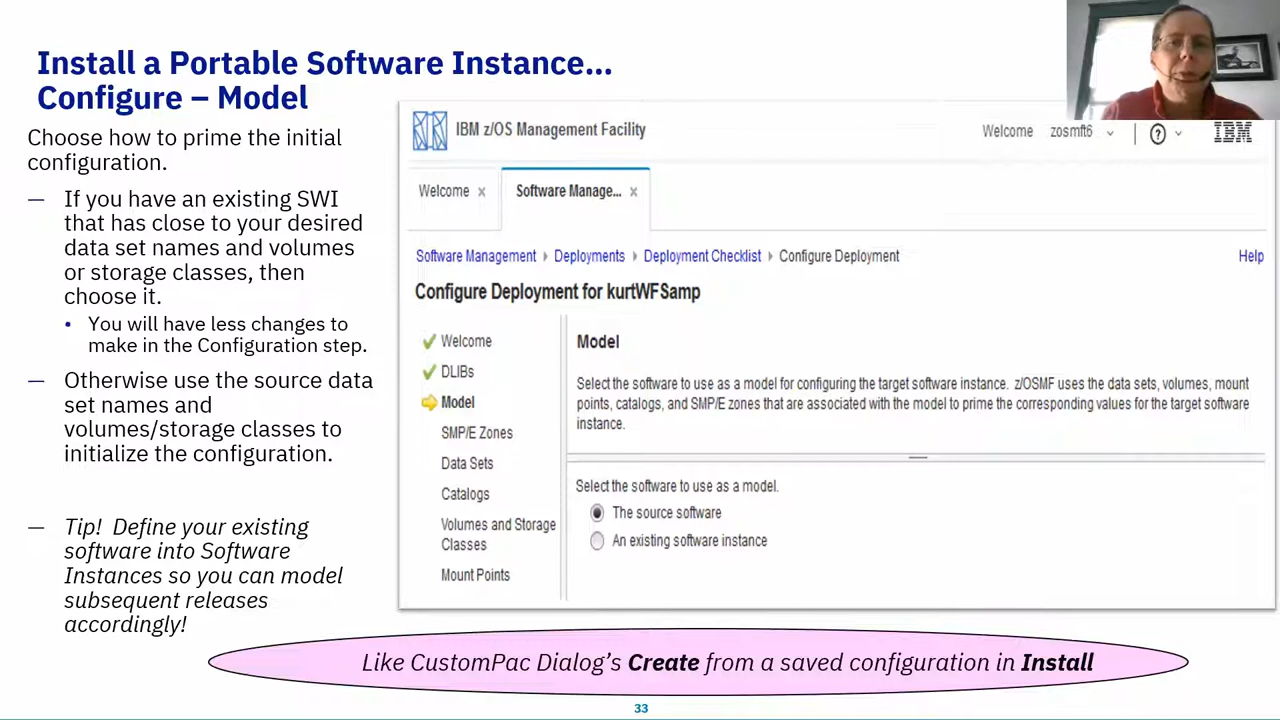 Install a Portable Software Instance…
Configure – Model
Choose how to prime the initial
configuration.
— If you have an existing SWI
that has close to your desired
data set names and volumes
or storage classes, then
choose it.
• You will have less changes to
make in the Configuration step.
— Otherwise use the source data
set names and
volumes/storage classes to
initialize the configuration.
— Tip! Define your existing
software into Software
Instances so you can model
subsequent releases
accordingly!
IBM z/OS Management Facility
Welcome zosmft6
IBM
Welcome
Software Manage...
Software Management Deployments Deployment Checklist Configure Deployment
Help
Configure Deployment for kurtWFSamp
Welcome
DLIBs
Model
SMP/E Zones
Data Sets
Catalogs
Volumes and Storage
Classes
Mount Points
Model
Select the software to use as a model for configuring the target software instance. z/OSMF uses the data sets, volumes, mount
points, catalogs, and SMP/E zones that are associated with the model to prime the corresponding values for the target software
instance.
Select the software to use as a model.
The source software
An existing software instance
Like CustomPac Dialog's Create from a saved configuration in Install
33